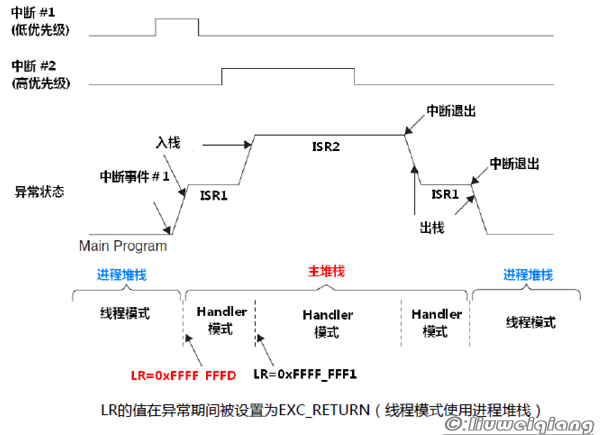 中断 #1
(低优先级)
中断 #2
(高优先级)
中断退出
入栈
ISR2
中断退出
中断事件#1
异常状态
ISR1
ISR1
出栈
Main Program
进程堆栈
主堆栈
进程堆栈
线程模式
Handler
模式
Handler
模式
Handler
模式
线程模式
LR=0xFFFF_FFFD
LR=0xFFFF_FFF1
LR的值在异常期间被设置为EXC_RETURN（线程模式使用进程堆栈）
©:liuweiqiang